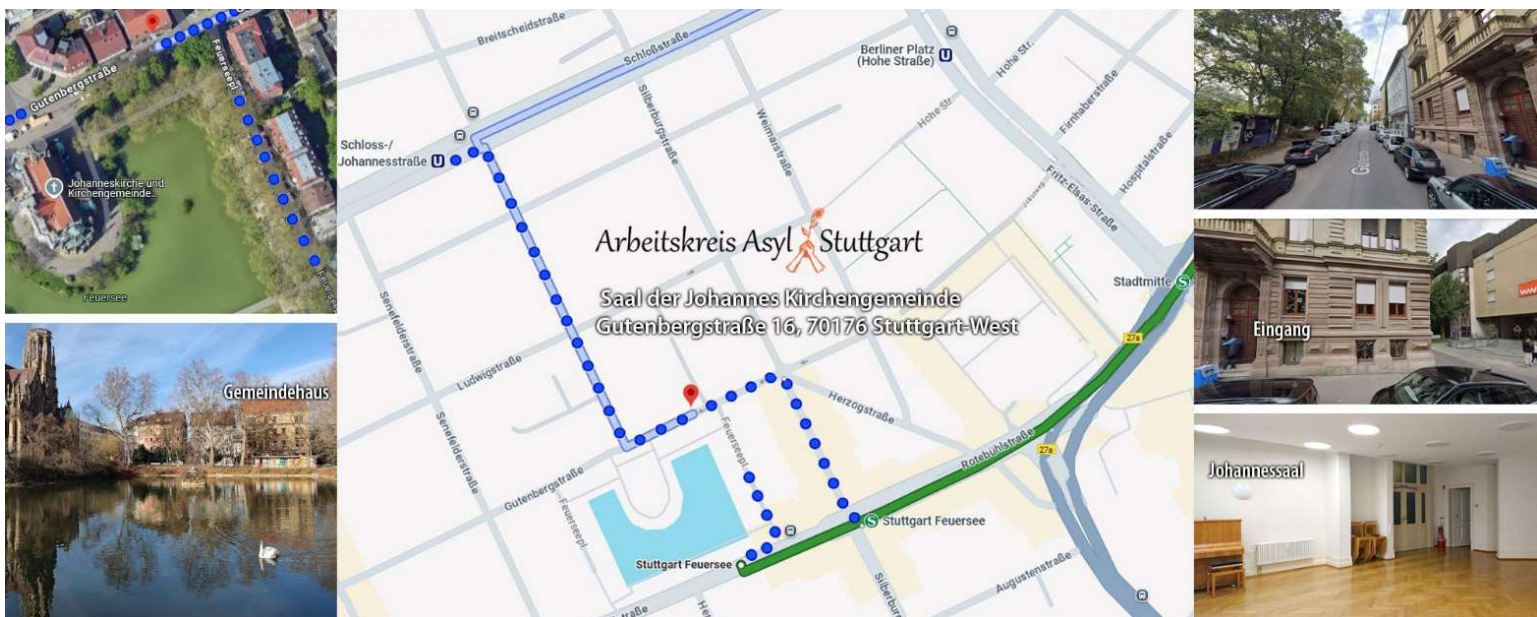 Gutenbergstraße
Feuerseepl.
Johanneskirche und
Kirchengemeinde...
Feuersee
Gemeindehaus
Breitscheidstraße
Schloßstraße
Berliner Platz
(Hohe Straße)
Hohe Str.
Hohe Str.
Firnhaberstraße
Hospitalstraße
Fritz-Elsas-Straße
Silberburgstraße
Weimarstraße
Schloss-/
Johannesstraße
Arbeitskreis Asyl Stuttgart
Saal der Johannes Kirchengemeinde
Gutenbergstraße 16, 70176 Stuttgart-West
Stadtmitte
27a
27a
Senefelderstraße
Senefelderstraße
Ludwigstraße
Herzogstraße
Rotebühlstraße
Gutenbergstraße
Feuerseepl.
Feuerseepl.
Stuttgart Feuersee
Stuttgart Feuersee
Augustenstraße
Eingang
Johannessaal